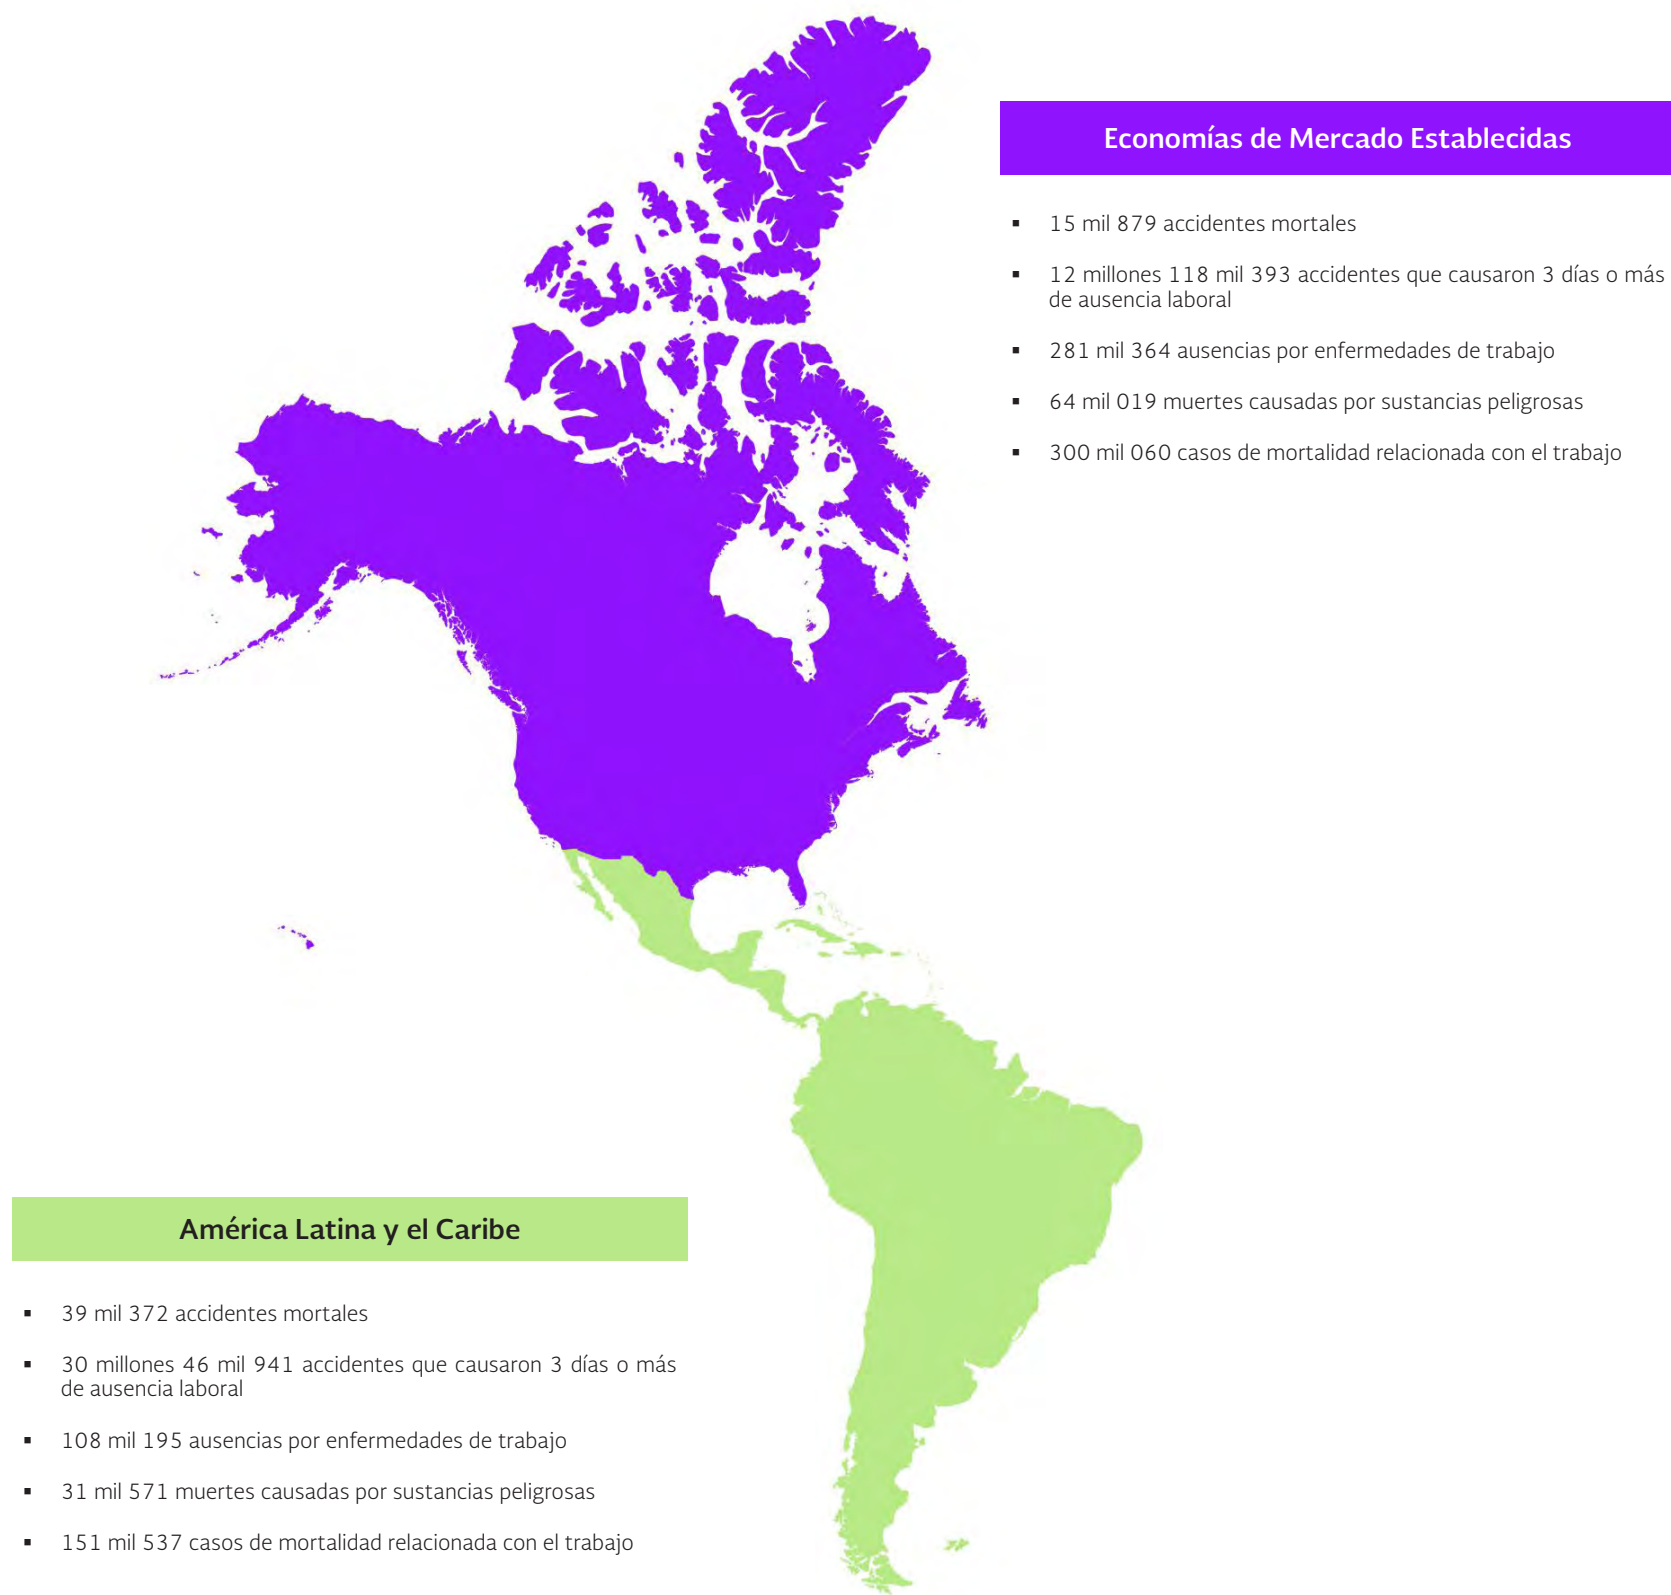 Economías de Mercado Establecidas
▪ 15 mil 879 accidentes mortales
▪ 12 millones 118 mil 393 accidentes que causaron 3 días o más
de ausencia laboral
▪ 281 mil 364 ausencias por enfermedades de trabajo
▪ 64 mil 019 muertes causadas por sustancias peligrosas
▪ 300 mil 060 casos de mortalidad relacionada con el trabajo
América Latina y el Caribe
▪ 39 mil 372 accidentes mortales
▪ 30 millones 46 mil 941 accidentes que causaron 3 días o más
de ausencia laboral
▪ 108 mil 195 ausencias por enfermedades de trabajo
▪ 31 mil 571 muertes causadas por sustancias peligrosas
▪ 151 mil 537 casos de mortalidad relacionada con el trabajo